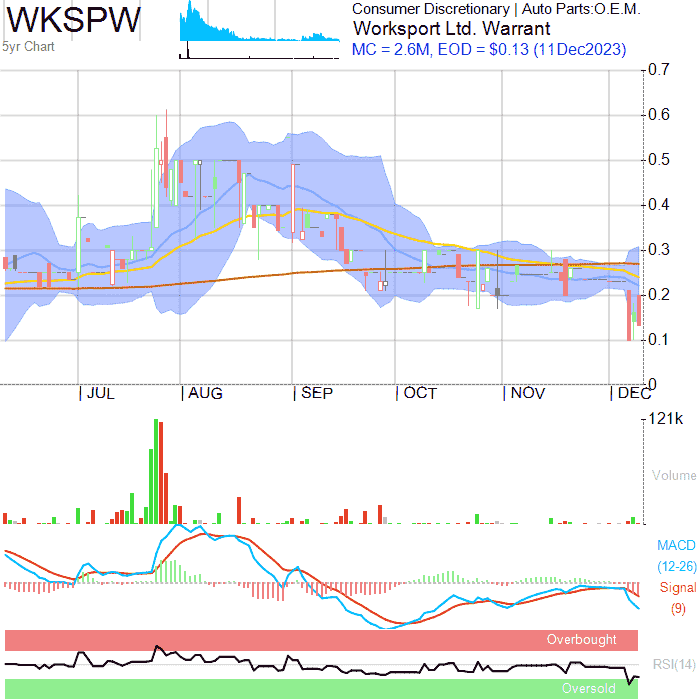 WKSPW
5yr Chart
Consumer Discretionary | Auto Parts:O.E.M.
Worksport Ltd. Warrant
MC = 2.6M, EOD = $0.13 (11Dec2023)
0.7
0.6
0.5
0.4
0.3
0.2
0.1
0
JUL
AUG
SEP
OCT
NOV
DEC
121k
Volume
MACD
(12-26)
Signal
(9)
Overbought
RSI(14)
Oversold